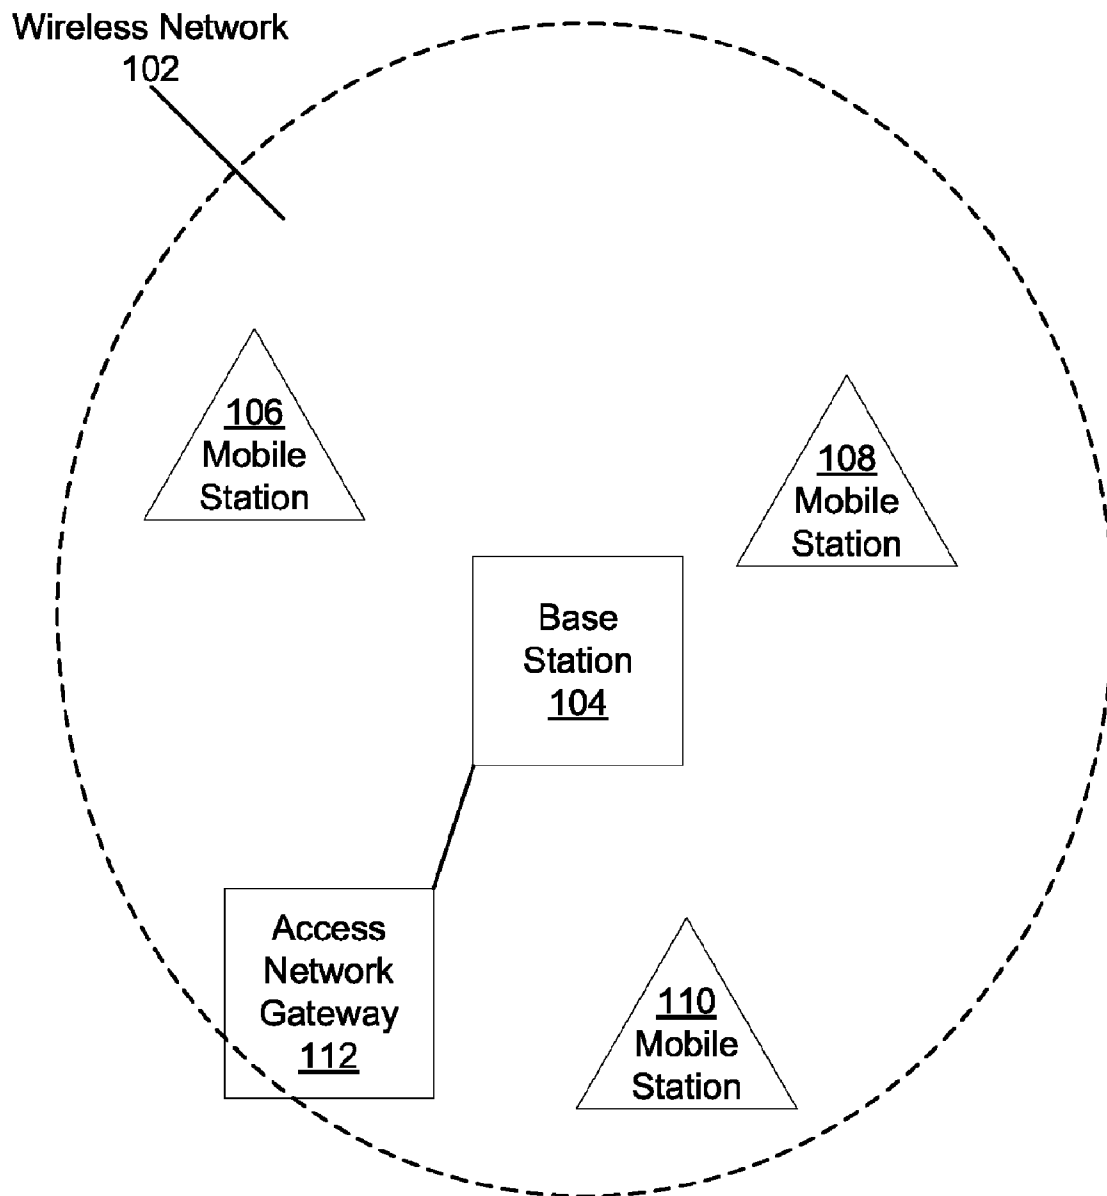 Wireless Network
102
106
Mobile
Station
108
Mobile
Station
Base
Station
104
Access
Network
Gateway
112
110
Mobile
Station